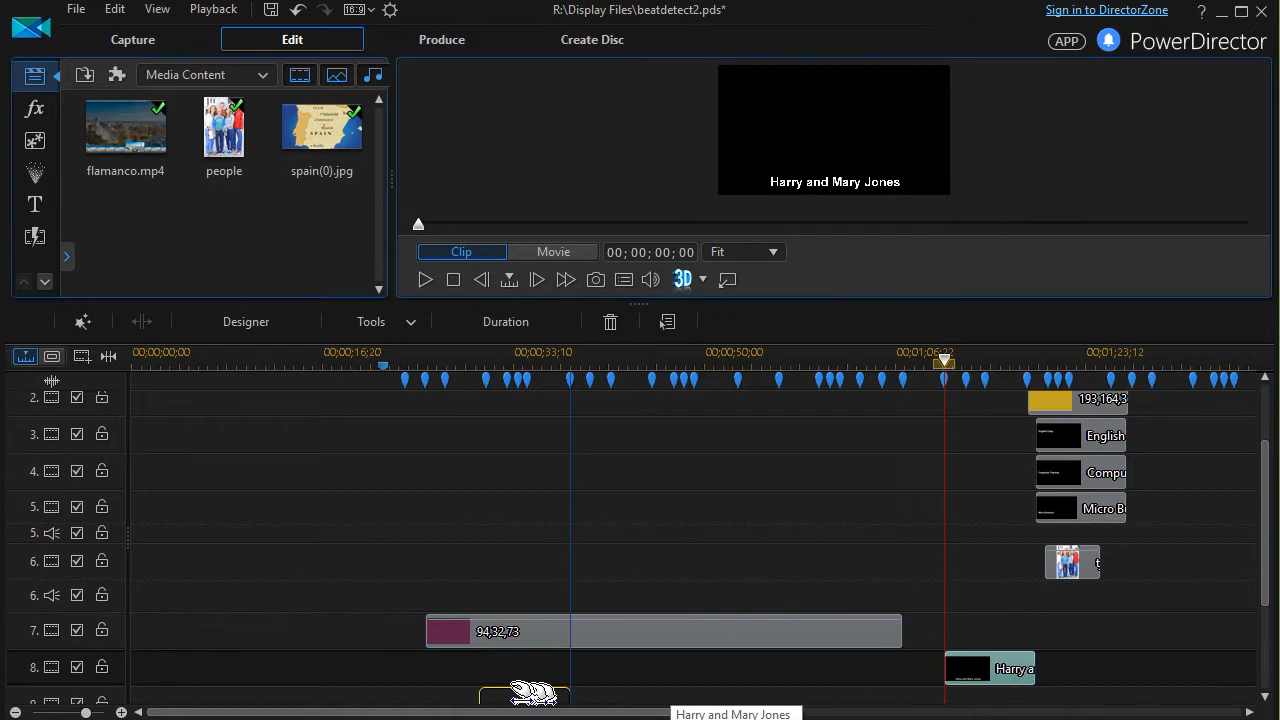 File Edit View Playback 16:9 R:\Display Files\beatdetect2.pds* Sign in to DirectorZone ?
Capture Edit Produce Create Disc APP PowerDirector
Media Content
fx
T
flamanco.mp4 people spain(0).jpg
SPAIN
Harry and Mary Jones
Clip Movie 00; 00; 00; 00 Fit
3D
Designer Tools Duration
00;00;00;00 00;00;16;20 00;00;33;10 00;00;50;00 00;01;06;22 00;01;23;12
2. 193,164,3
3. English
4. Compu
5. Micro B
5.
6. t
6.
7. 94,32,73
8. Harry a
Harry and Mary Jones